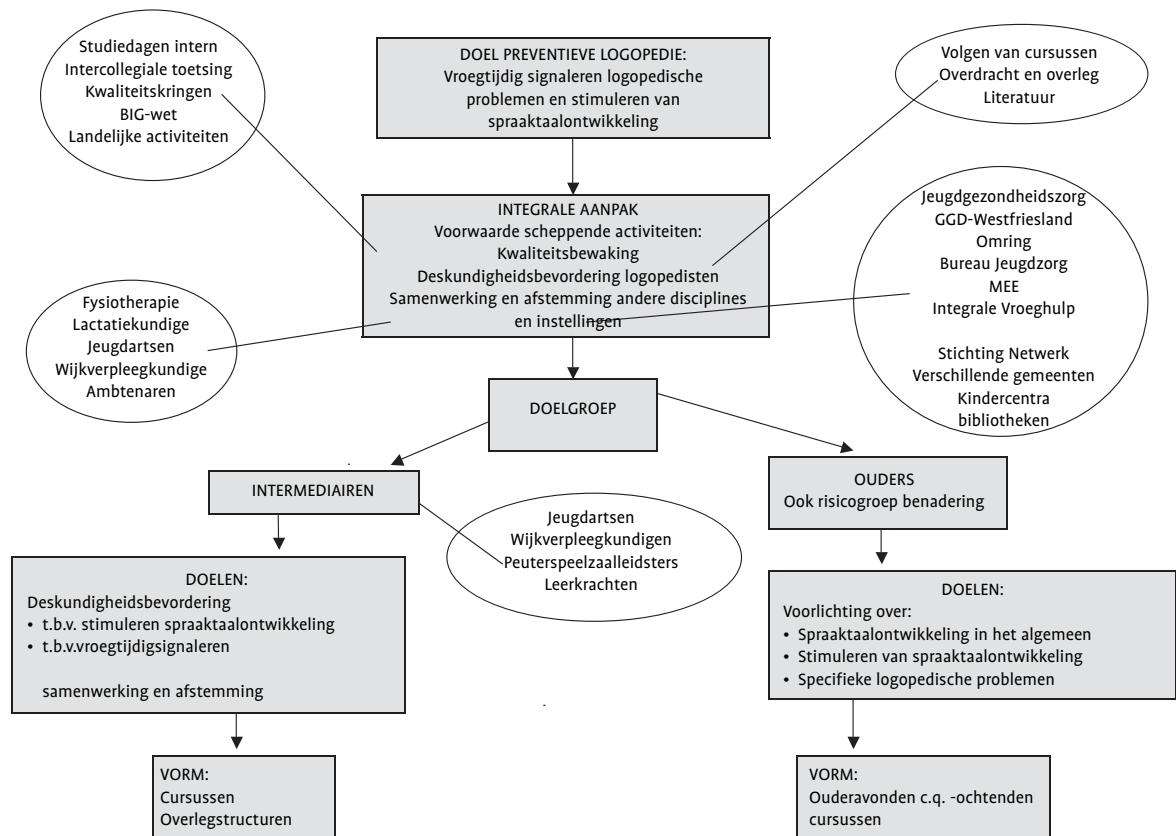 Studiedagen intern
Intercollegiale toetsing
Kwaliteitskringen
BIG-wet
Landelijke activiteiten
DOEL PREVENTIEVE LOGOPEDIE:
Vroegtijdig signaleren logopedische
problemen en stimuleren van
spraaktaalontwikkeling
Volgen van cursussen
Overdracht en overleg
Literatuur
INTEGRALE AANPAK
Voorwaarde scheppende activiteiten:
Kwaliteitsbewaking
Deskundigheidsbevordering logopedisten
Samenwerking en afstemming andere disciplines
en instellingen
Jeugdgezondheidszorg
GGD-Westfriesland
Omring
Bureau Jeugdzorg
MEE
Integrale Vroeghulp
Stichting Netwerk
Verschillende gemeenten
Kindercentra
bibliotheken
Fysiotherapie
Lactatiekundige
Jeugdartsen
Wijkverpleegkundige
Ambtenaren
DOELGROEP
INTERMEDIAIREN
Jeugdartsen
Wijkverpleegkundigen
Peuterspeelzaalleidsters
Leerkrachten
OUDERS
Ook risicogroep benadering
DOELEN:
Deskundigheidsbevordering
• t.b.v. stimuleren spraaktaalontwikkeling
• t.b.v.vroegtijdigsignaleren
samenwerking en afstemming
DOELEN:
Voorlichting over:
• Spraaktaalontwikkeling in het algemeen
• Stimuleren van spraaktaalontwikkeling
• Specifieke logopedische problemen
VORM:
Cursussen
Overlegstructuren
VORM:
Ouderavonden c.q. -ochtenden
cursussen